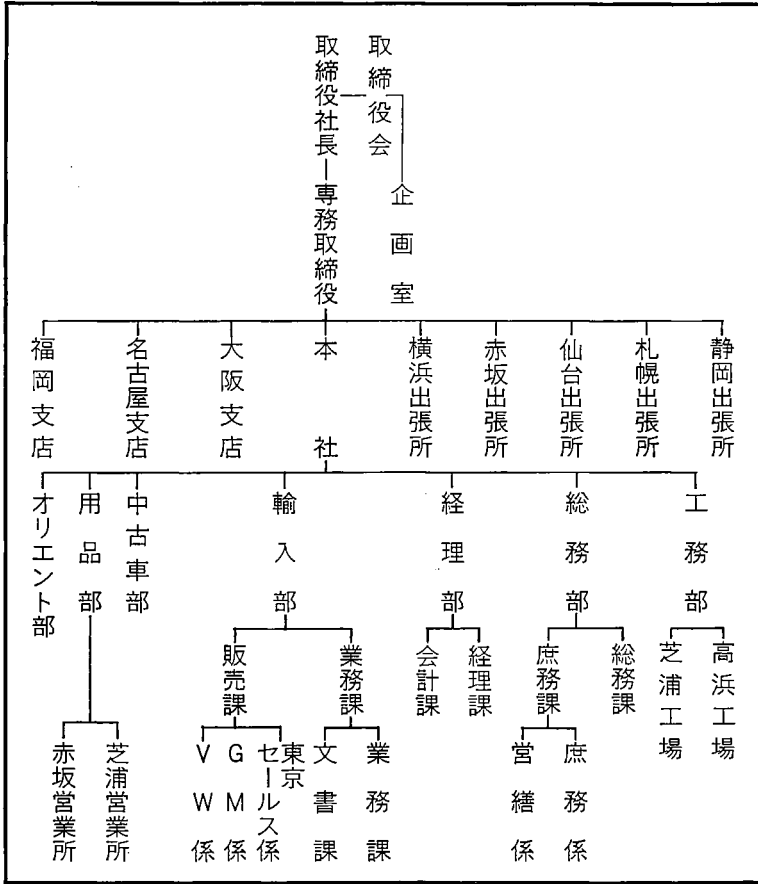 取締役会
取締役社長
企画室
専務取締役
静岡出張所
札幌出張所
仙台出張所
赤坂出張所
横浜出張所
本社
大阪支店
名古屋支店
福岡支店
工務部
総務部
経理部
輸入部
中古車部
用品部
オリエント部
高浜工場
芝浦工場
総務課
庶務課
経理課
会計課
業務課
販売課
庶務係
営繕係
業務課
文書課
東京
セールス係
GM係
VW係
芝浦営業所
赤坂営業所